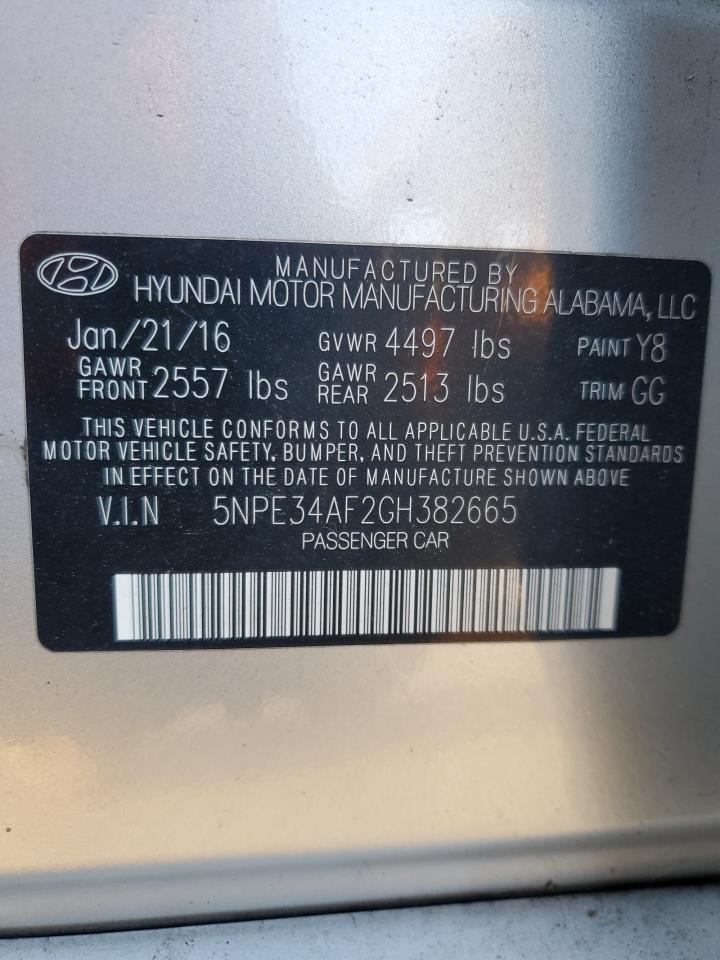 MANUFACTURED BY
HYUNDAI MOTOR MANUFACTURING ALABAMA, LLC
Jan/21/16 GVWR 4497 lbs PAINT Y8
GAWR FRONT 2557 lbs GAWR REAR 2513 lbs TRIM GG
THIS VEHICLE CONFORMS TO ALL APPLICABLE U.S.A. FEDERAL
MOTOR VEHICLE SAFETY, BUMPER, AND THEFT PREVENTION STANDARDS
IN EFFECT ON THE DATE OF MANUFACTURE SHOWN ABOVE
V.I.N 5NPE34AF2GH382665
PASSENGER CAR